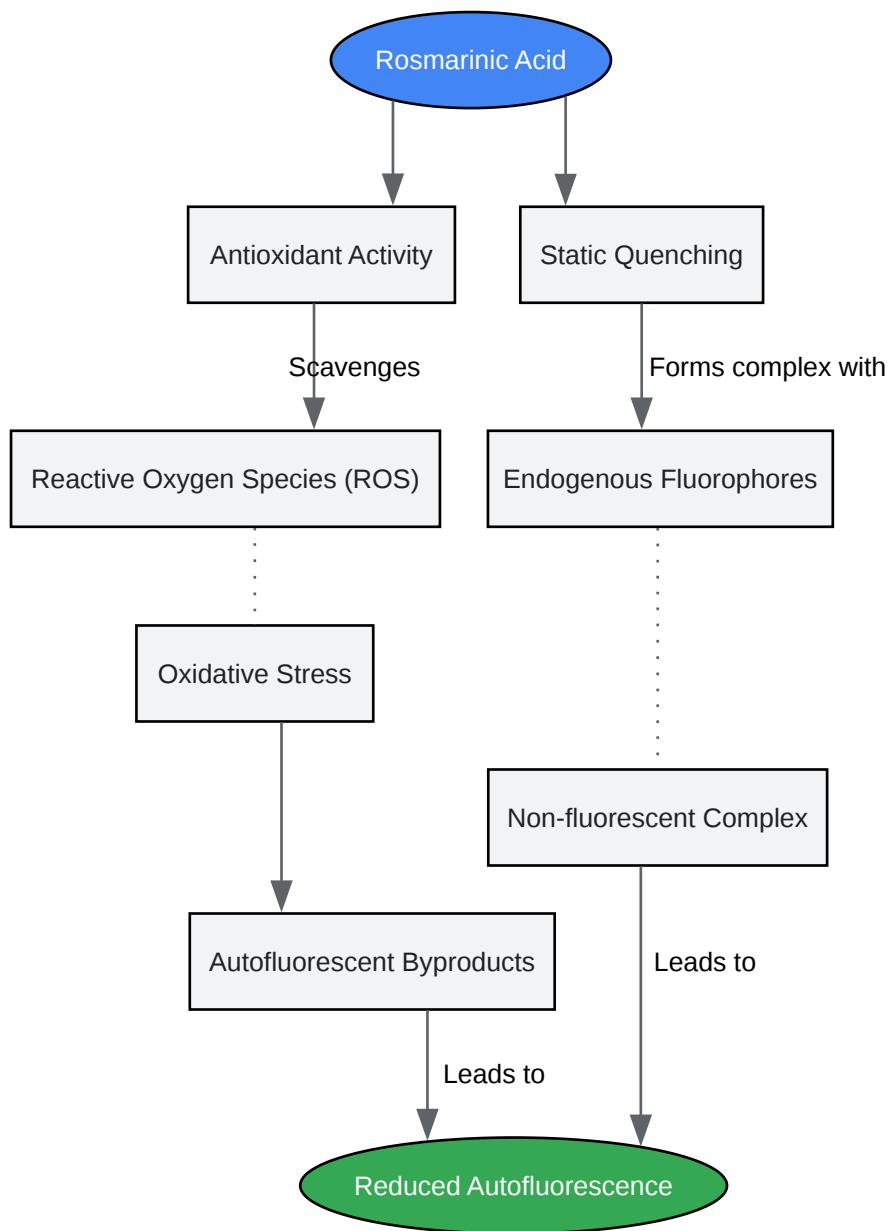 Rosmarinic Acid
Antioxidant Activity
Static Quenching
Scavenges
Forms complex with
Reactive Oxygen Species (ROS)
Endogenous Fluorophores
Oxidative Stress
Non-fluorescent Complex
Autofluorescent Byproducts
Leads to
Leads to
Reduced Autofluorescence